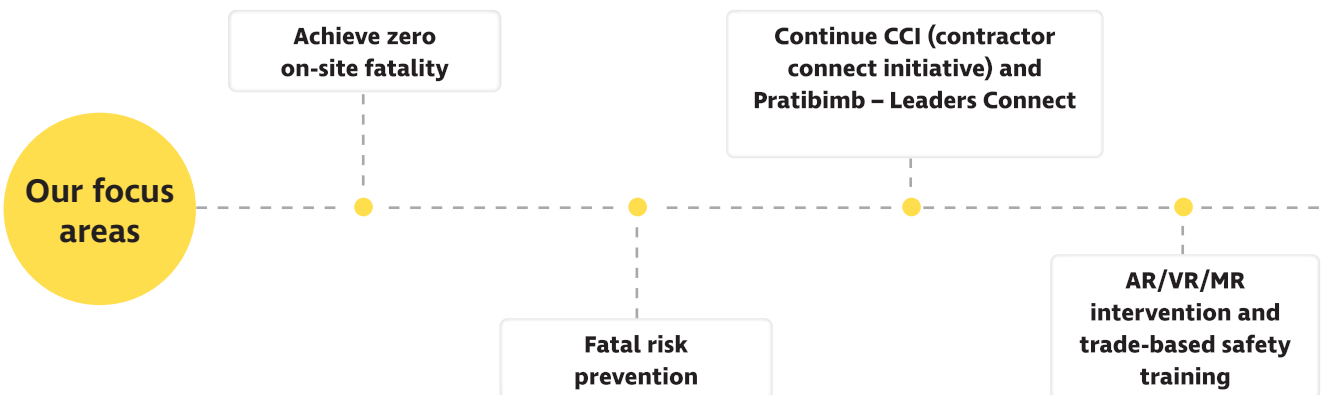 Our focus
areas
Achieve zero
on-site fatality
Fatal risk
prevention
Continue CCI (contractor
connect initiative) and
Pratibimb – Leaders Connect
AR/VR/MR
intervention and
trade-based safety
training